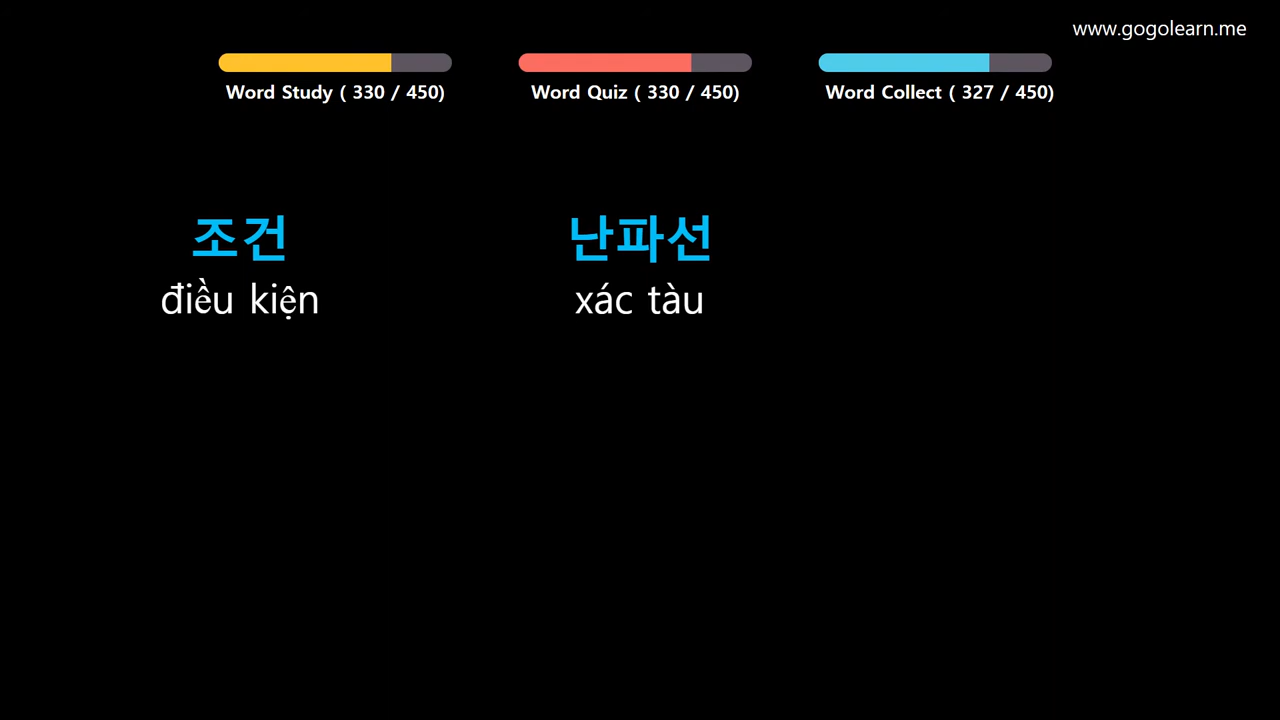 www.gogolearn.me
Word Study ( 330 / 450)
Word Quiz ( 330 / 450)
Word Collect ( 327 / 450)
조건
điều kiện
난파선
xác tàu